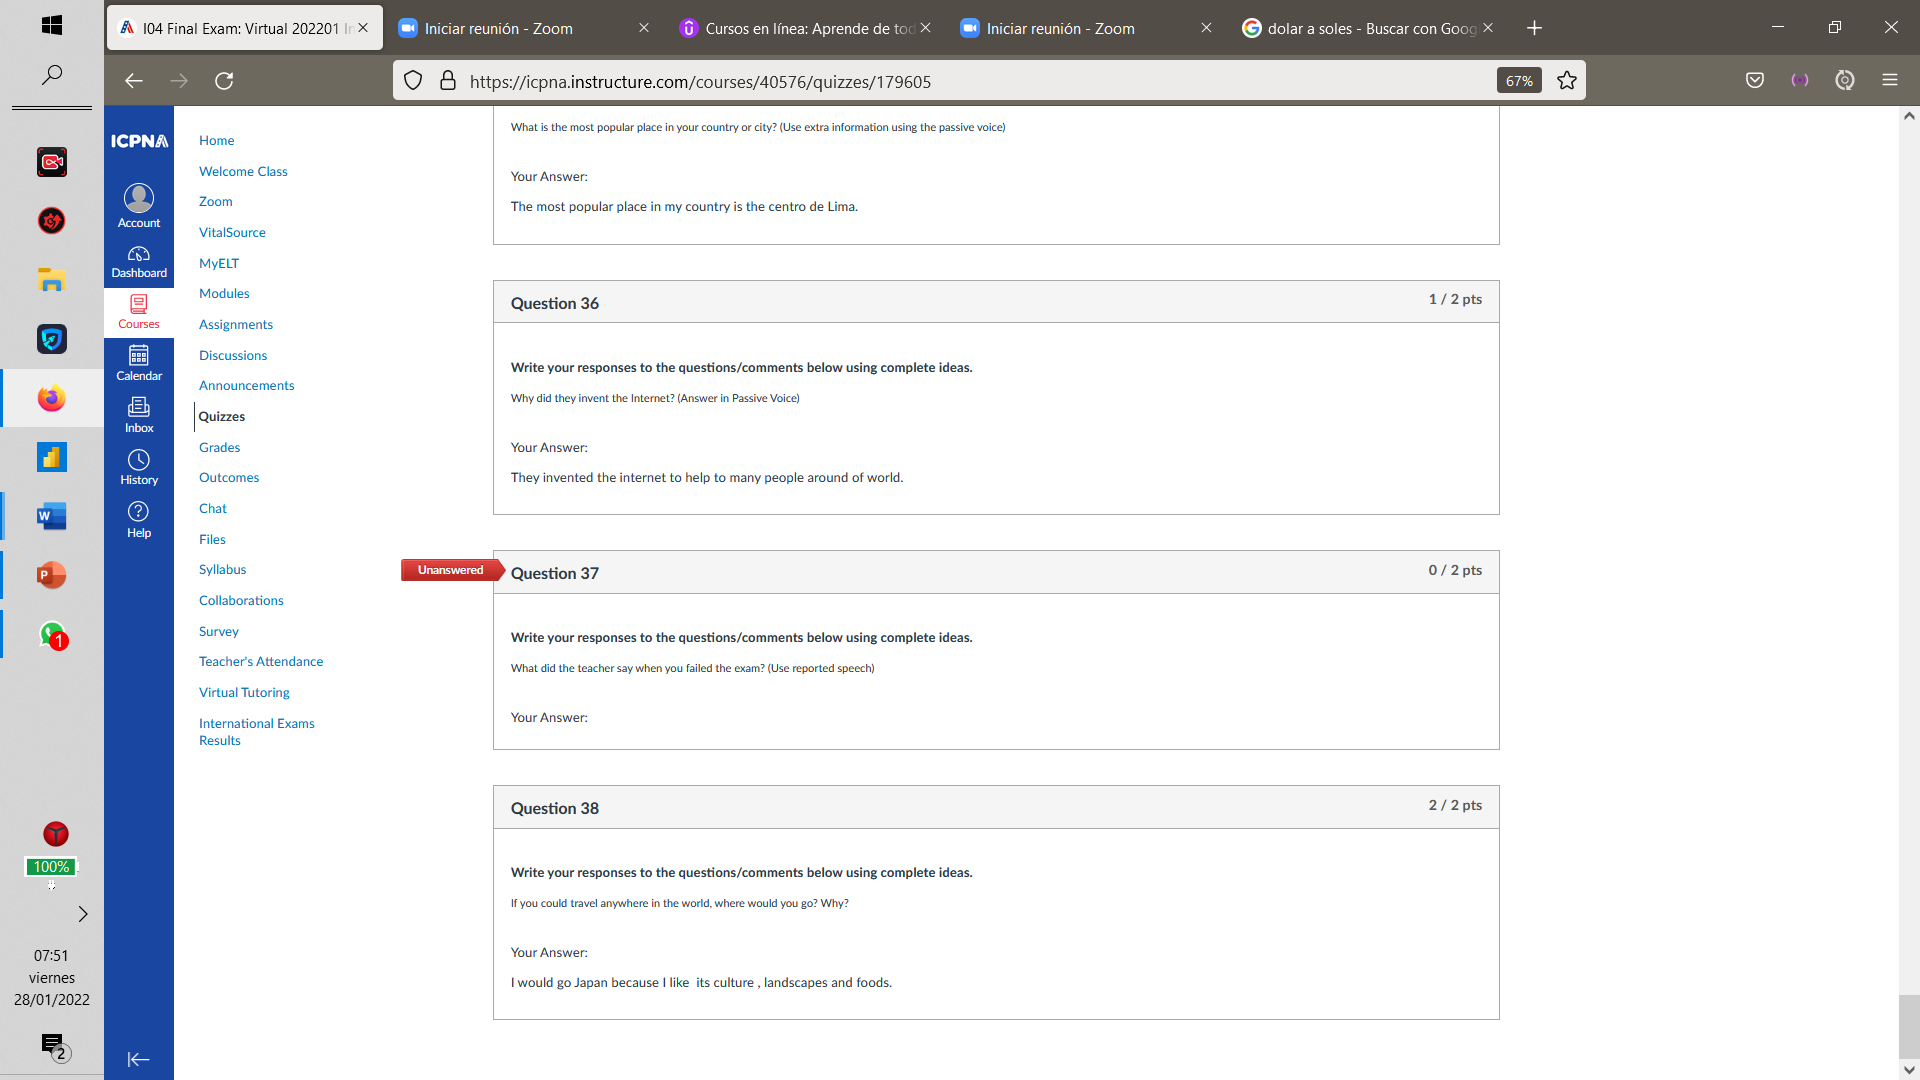 I04 Final Exam: Virtual 202201 In
Iniciar reunión - Zoom
Cursos en línea: Aprende de tod
Iniciar reunión - Zoom
dolar a soles - Buscar con Goog
https://icpna.instructure.com/courses/40576/quizzes/179605
67%
ICPNA
Account
Dashboard
Courses
Calendar
Inbox
History
Help
Home
Welcome Class
Zoom
VitalSource
MyELT
Modules
Assignments
Discussions
Announcements
Quizzes
Grades
Outcomes
Chat
Files
Syllabus
Collaborations
Survey
Teacher's Attendance
Virtual Tutoring
International Exams
Results
What is the most popular place in your country or city? (Use extra information using the passive voice)
Your Answer:
The most popular place in my country is the centro de Lima.
Question 36
1 / 2 pts
Write your responses to the questions/comments below using complete ideas.
Why did they invent the Internet? (Answer in Passive Voice)
Your Answer:
They invented the internet to help to many people around of world.
Unanswered
Question 37
0 / 2 pts
Write your responses to the questions/comments below using complete ideas.
What did the teacher say when you failed the exam? (Use reported speech)
Your Answer:
Question 38
2 / 2 pts
Write your responses to the questions/comments below using complete ideas.
If you could travel anywhere in the world, where would you go? Why?
Your Answer:
I would go Japan because I like  its culture , landscapes and foods.
W
P
1
100%
07:51
viernes
28/01/2022
2